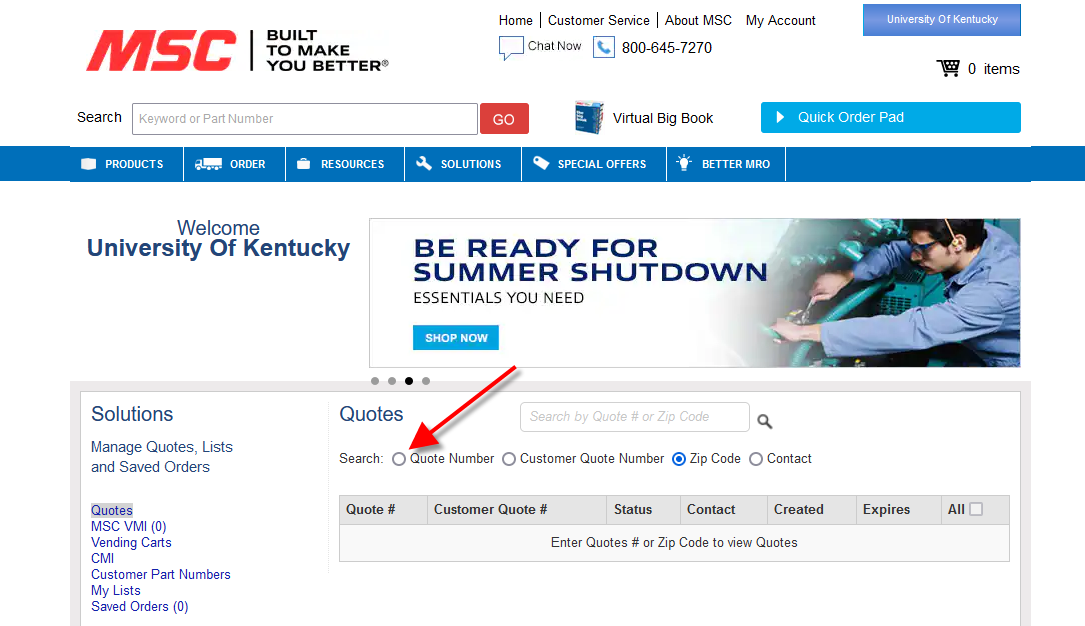 Home | Customer Service | About MSC My Account
University Of Kentucky
MSC | BUILT
TO MAKE
YOU BETTER®
Chat Now 800-645-7270
0 items
Search Keyword or Part Number GO Virtual Big Book Quick Order Pad
PRODUCTS ORDER RESOURCES SOLUTIONS SPECIAL OFFERS BETTER MRO
Welcome
University Of Kentucky
BE READY FOR
SUMMER SHUTDOWN
ESSENTIALS YOU NEED
SHOP NOW
Solutions
Manage Quotes, Lists
and Saved Orders
Quotes
MSC VMI (0)
Vending Carts
CMI
Customer Part Numbers
My Lists
Saved Orders (0)
Quotes Search by Quote # or Zip Code
Search: Quote Number Customer Quote Number Zip Code Contact
Quote # Customer Quote # Status Contact Created Expires All
Enter Quotes # or Zip Code to view Quotes